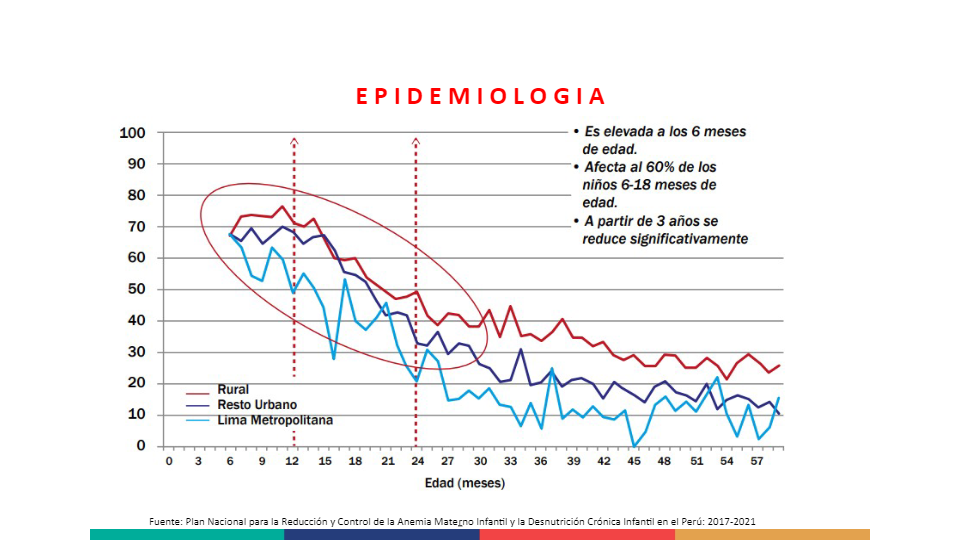 EPIDEMIOLOGIA
• Es elevada a los 6 meses
de edad.
• Afecta al 60% de los
niños 6-18 meses de
edad.
• A partir de 3 años se
reduce significativamente
100
90
80
70
60
50
40
30
20
10
0
Rural
Resto Urbano
Lima Metropolitana
0 3 6 9 12 15 18 21 24 27 30 33 36 39 42 45 48 51 54 57
Edad (meses)
Fuente: Plan Nacional para la Reducción y Control de la Anemia Mategno Infantil y la Desnutrición Crónica Infantil en el Perú: 2017-2021